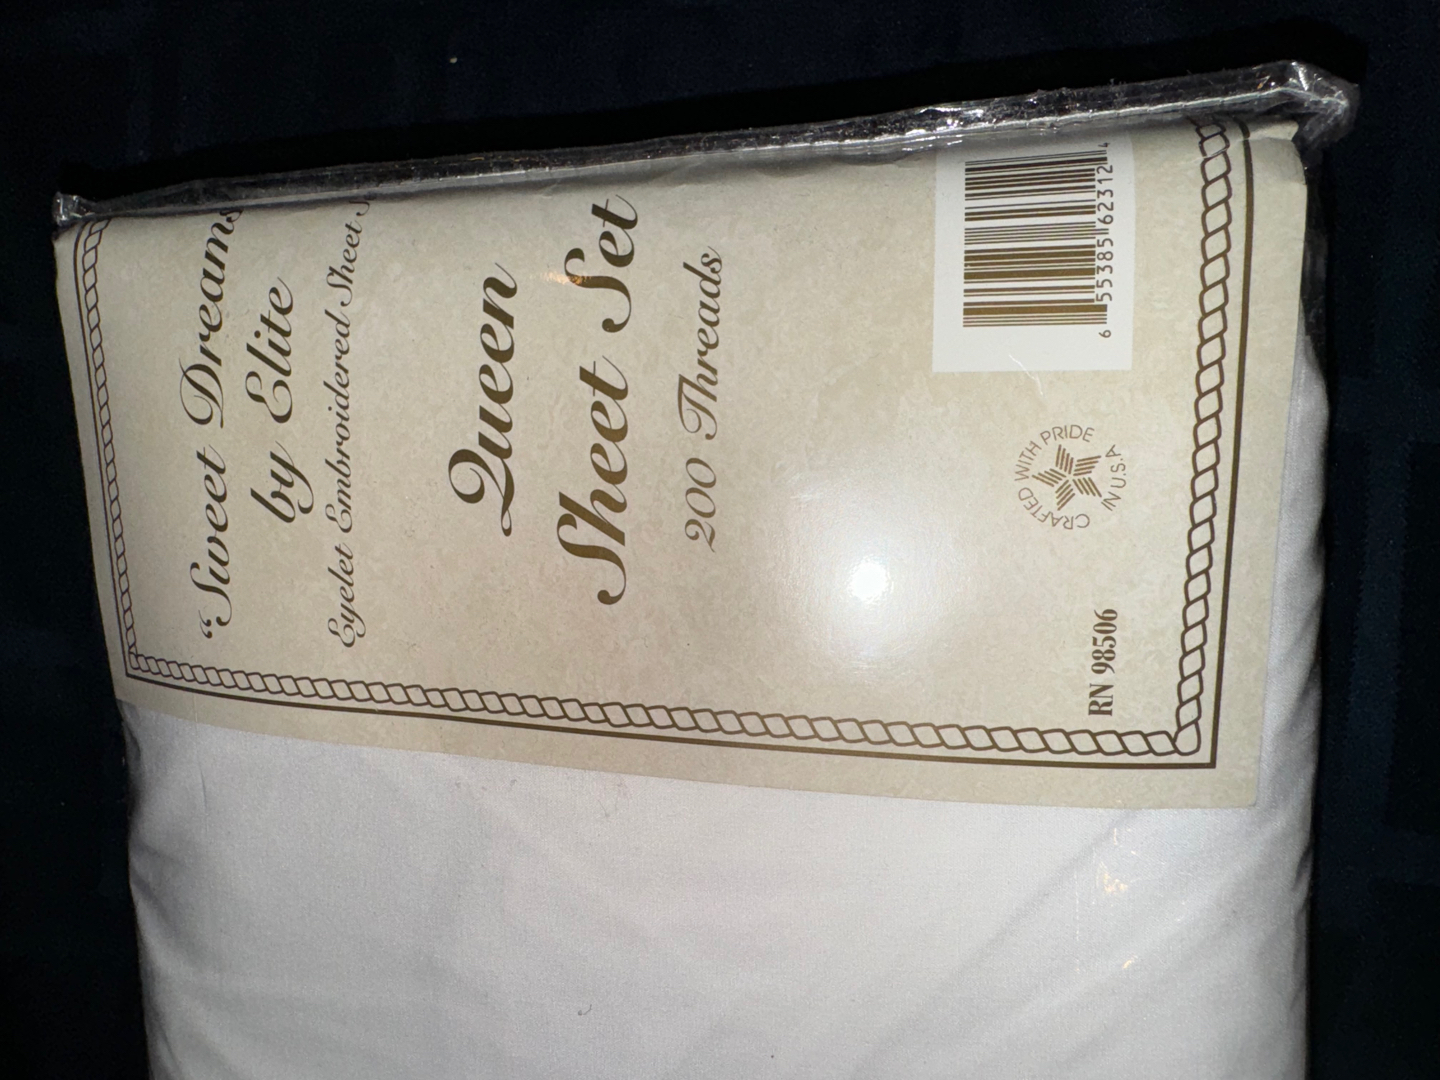 "Sweet Dreams
by Elite
Eyelet Embroidered Sheet
Queen
Sheet Set
200 Threads
6 55385 62312 4
CRAFTED WITH PRIDE
IN U.S.A
RN 98506